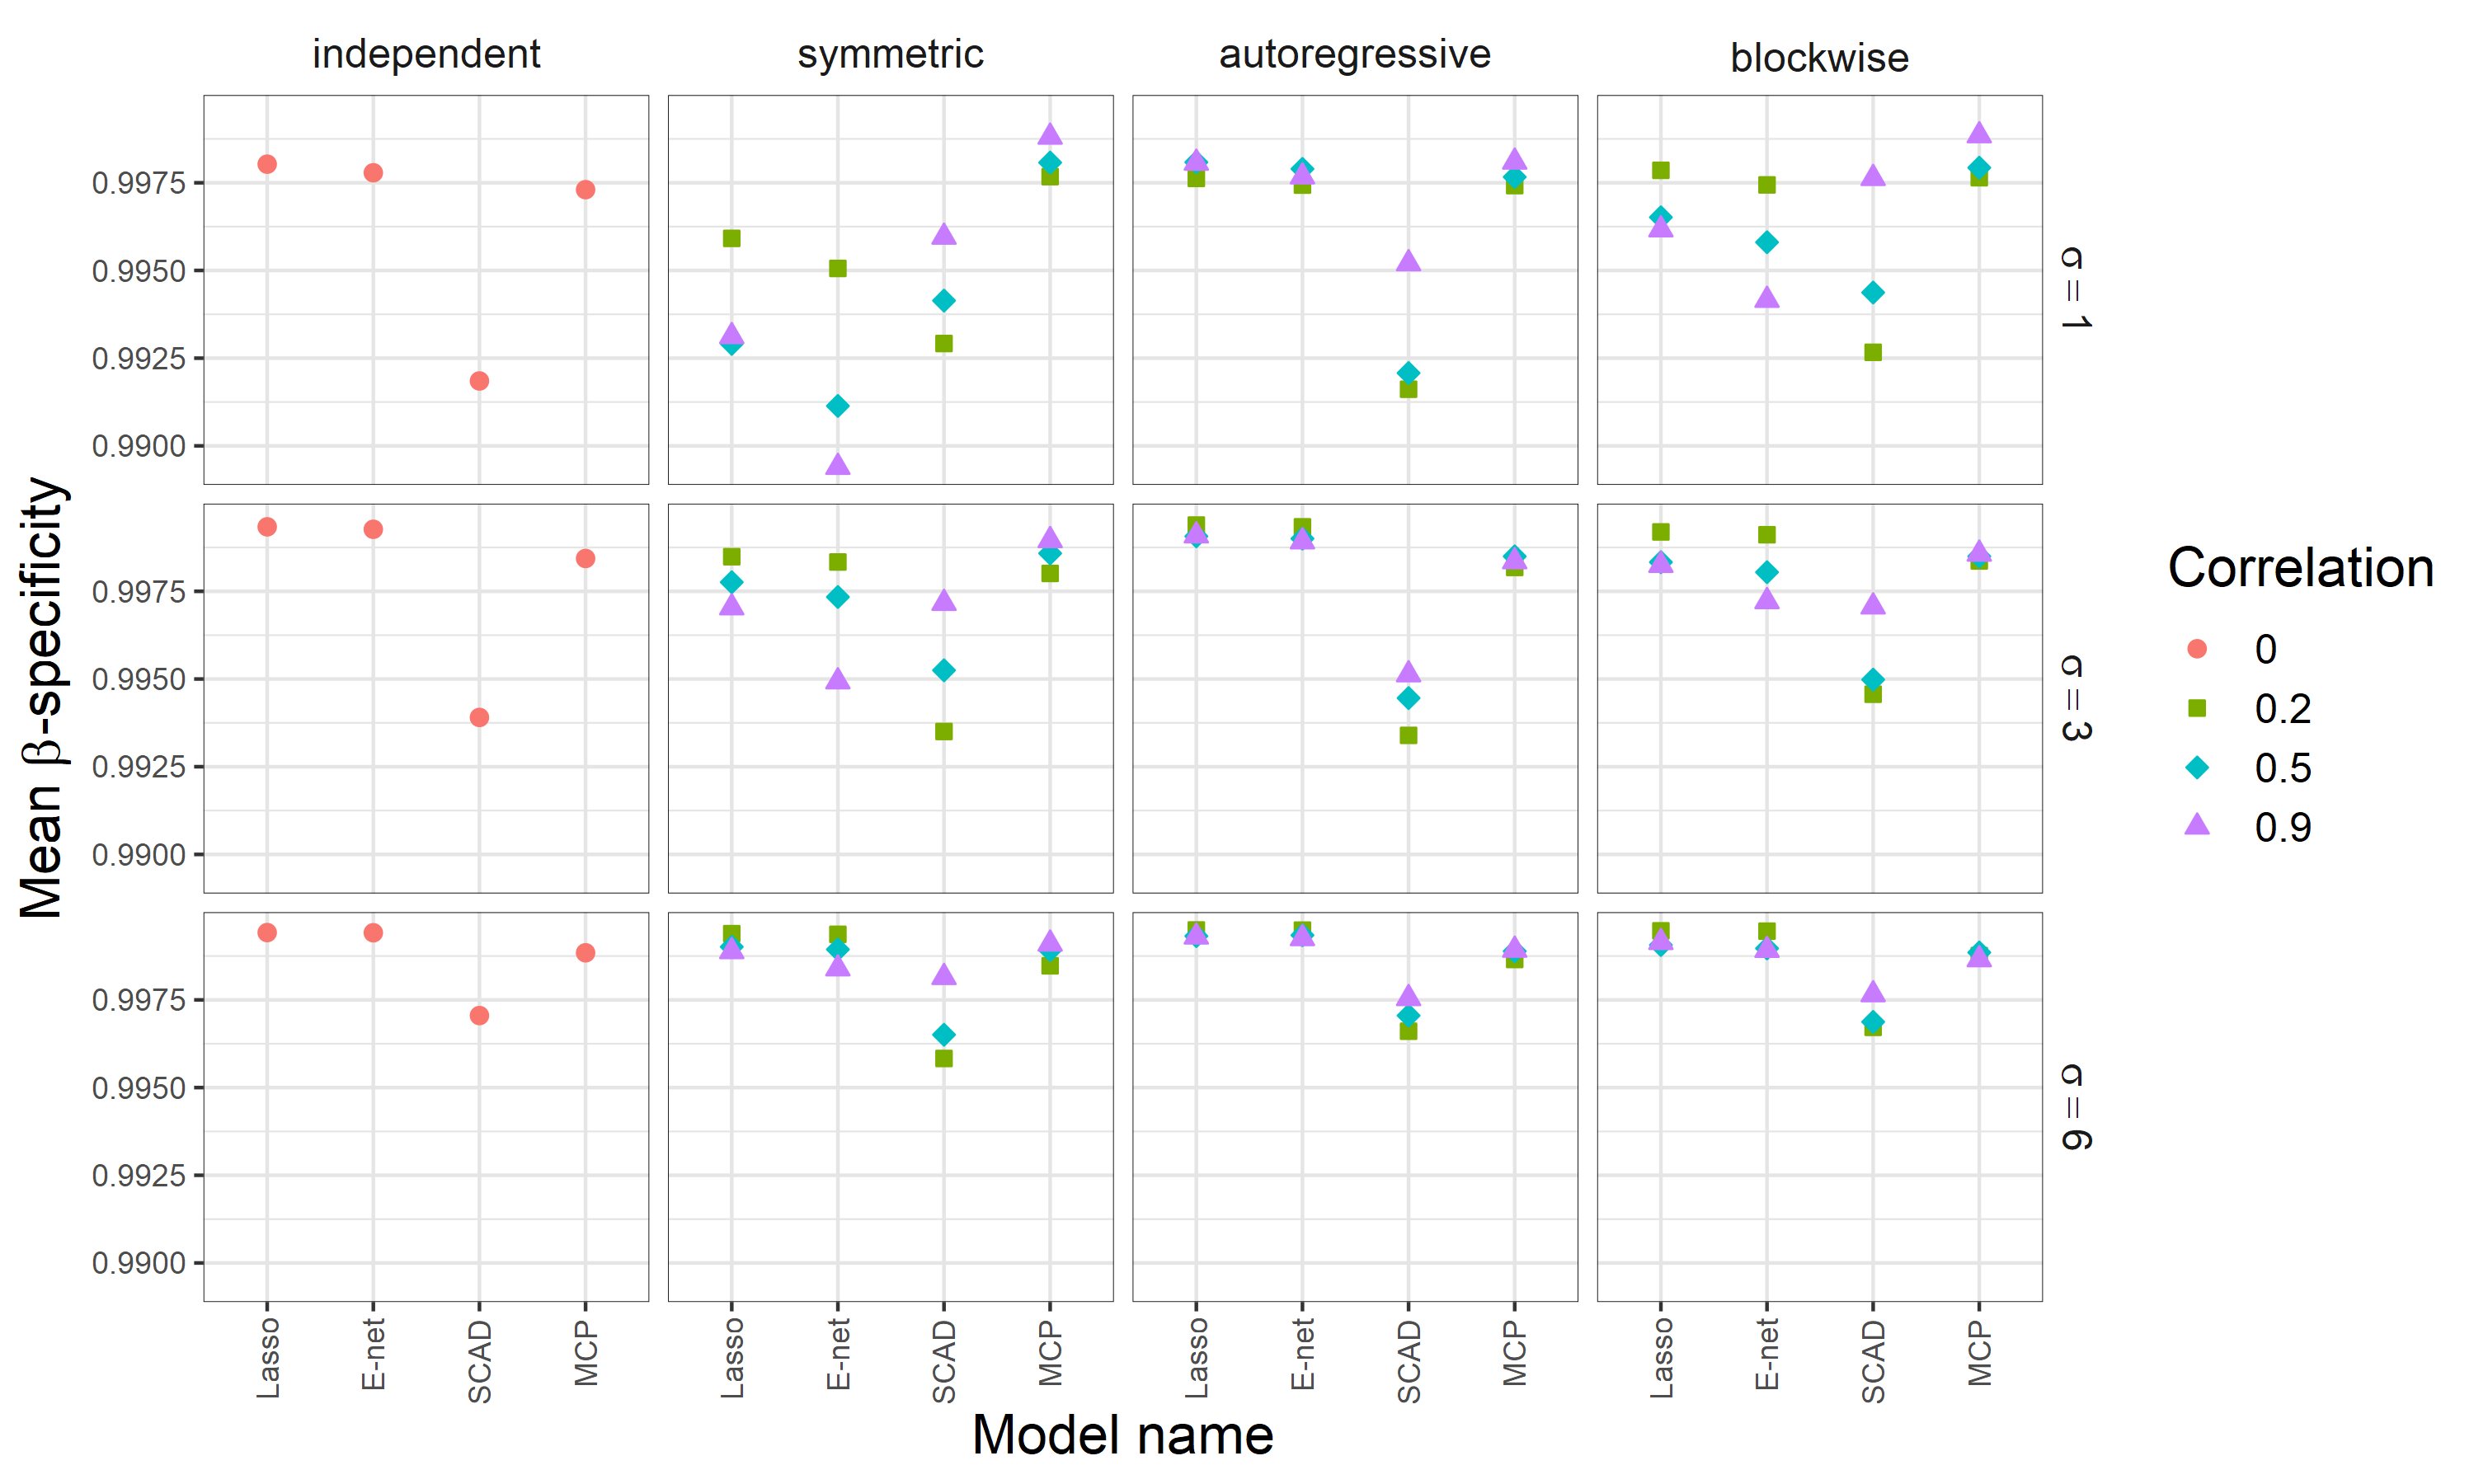 independent
symmetric
autoregressive
blockwise
Mean β-specificity
0.9975
0.9950
0.9925
0.9900
σ = 1
0.9975
0.9950
0.9925
0.9900
σ = 3
0.9975
0.9950
0.9925
0.9900
σ = 6
Lasso
E-net
SCAD
MCP
Lasso
E-net
SCAD
MCP
Lasso
E-net
SCAD
MCP
Lasso
E-net
SCAD
MCP
Model name
Correlation
0
0.2
0.5
0.9